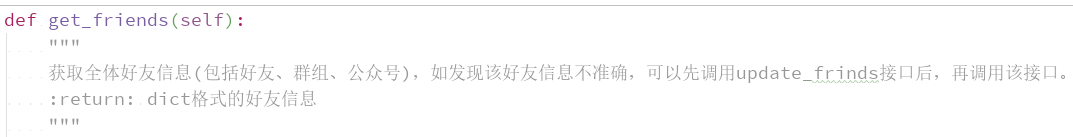 def get_friends(self):
"""
获取全体好友信息(包括好友、群组、公众号)，如发现该好友信息不准确，可以先调用update_frinds接口后，再调用该接口。
:return: dict格式的好友信息
"""